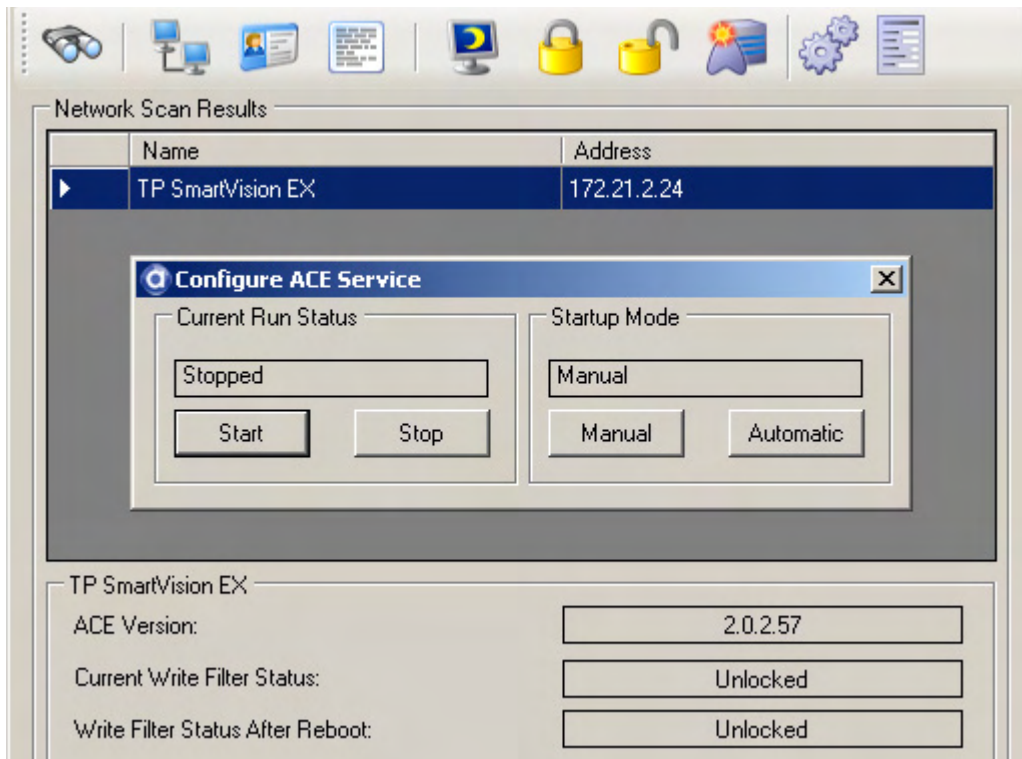 Network Scan Results
Name Address
TP SmartVision EX 172.21.2.24
Configure ACE Service
Current Run Status Startup Mode
Stopped Manual
Start Stop Manual Automatic
TP SmartVision EX
ACE Version: 2.0.2.57
Current Write Filter Status: Unlocked
Write Filter Status After Reboot: Unlocked